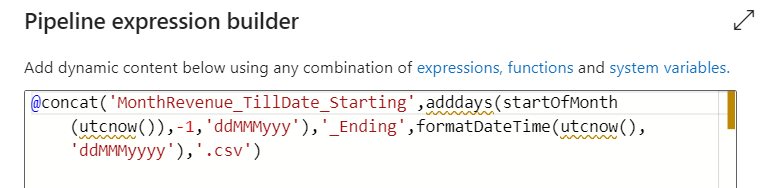 Pipeline expression builder
Add dynamic content below using any combination of expressions, functions and system variables.
@concat('MonthRevenue_TillDate_Starting',adddays(startOfMonth
(utcnow()),-1,'ddMMMyyy'),'_Ending',formatDateTime(utcnow(),
'ddMMMyyyy'),'.csv')